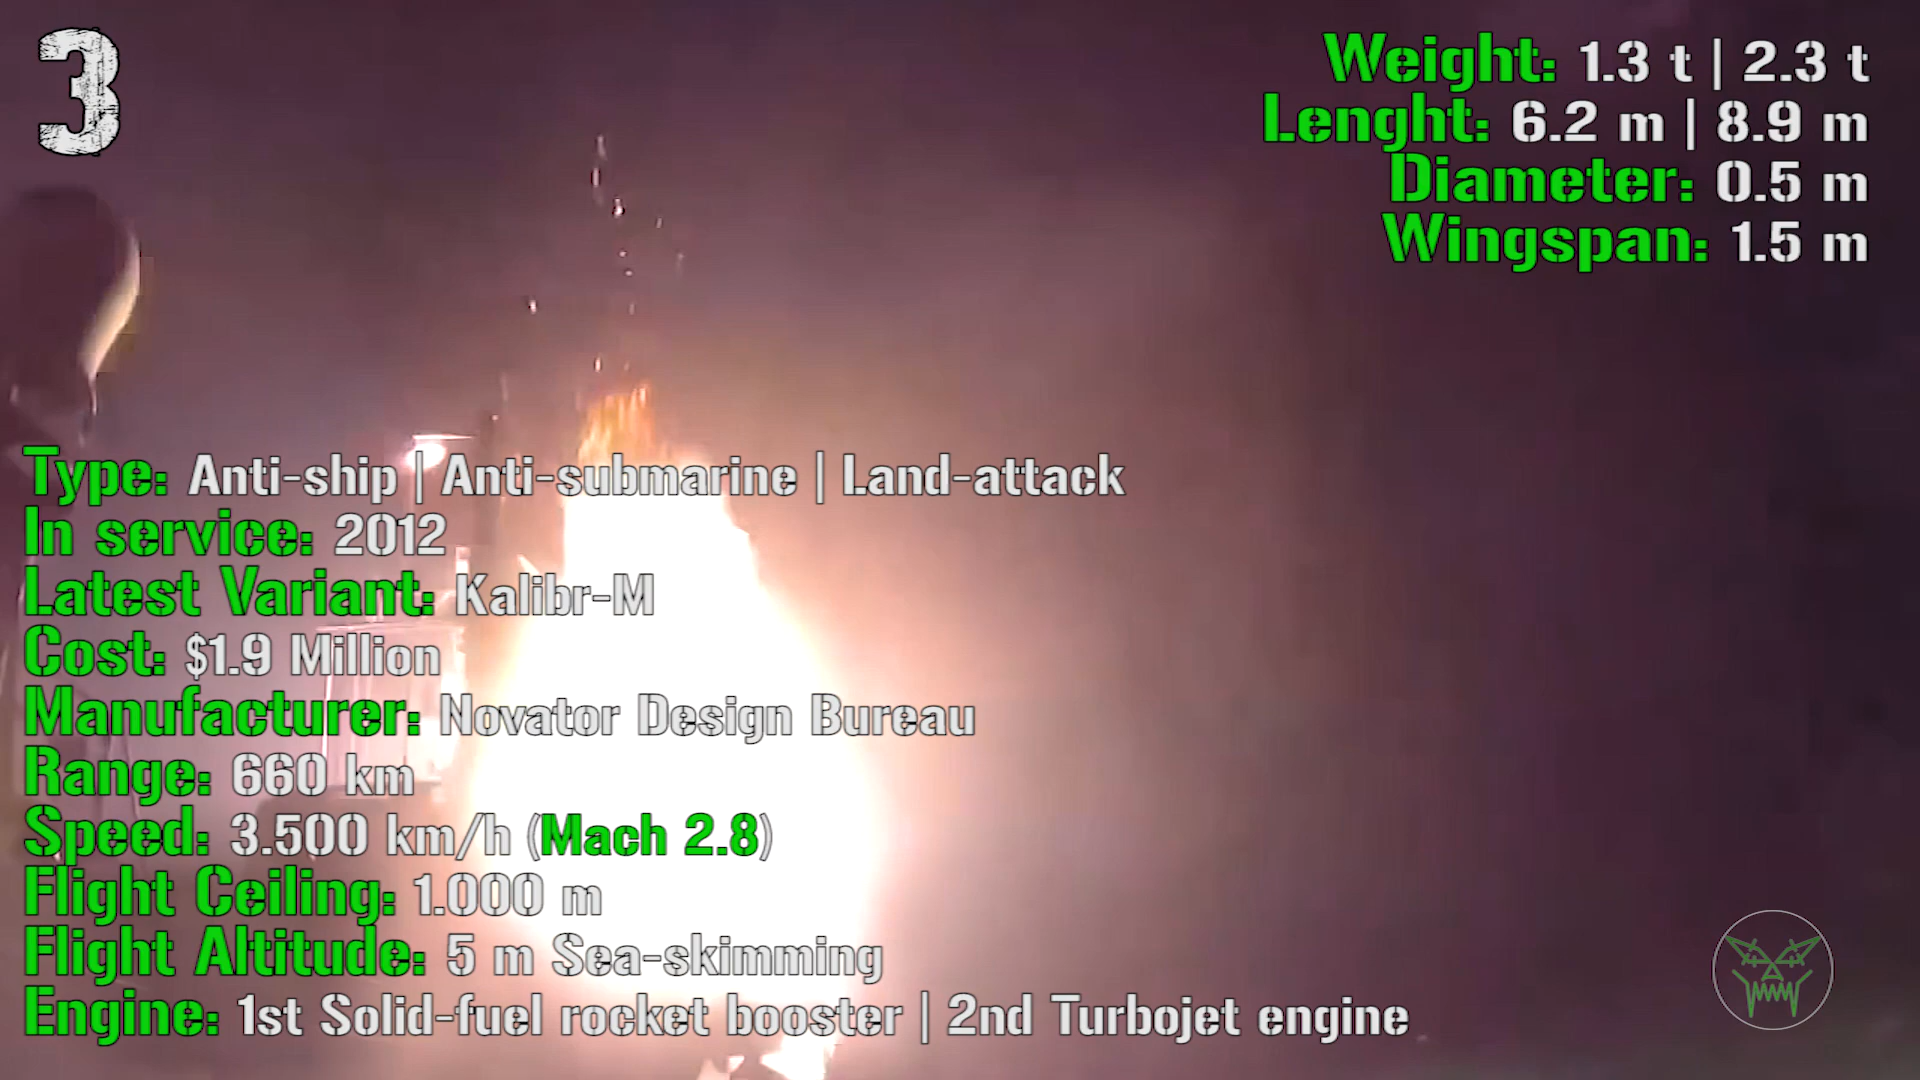 3
Weight: 1.3 t | 2.3 t
Lenght: 6.2 m | 8.9 m
Diameter: 0.5 m
Wingspan: 1.5 m
Type: Anti-ship | Anti-submarine | Land-attack
In service: 2012
Latest Variant: Kalibr-M
Cost: $1.9 Million
Manufacturer: Novator Design Bureau
Range: 660 km
Speed: 3.500 km/h (Mach 2.8)
Flight Ceiling: 1.000 m
Flight Altitude: 5 m Sea-skimming
Engine: 1st Solid-fuel rocket booster | 2nd Turbojet engine